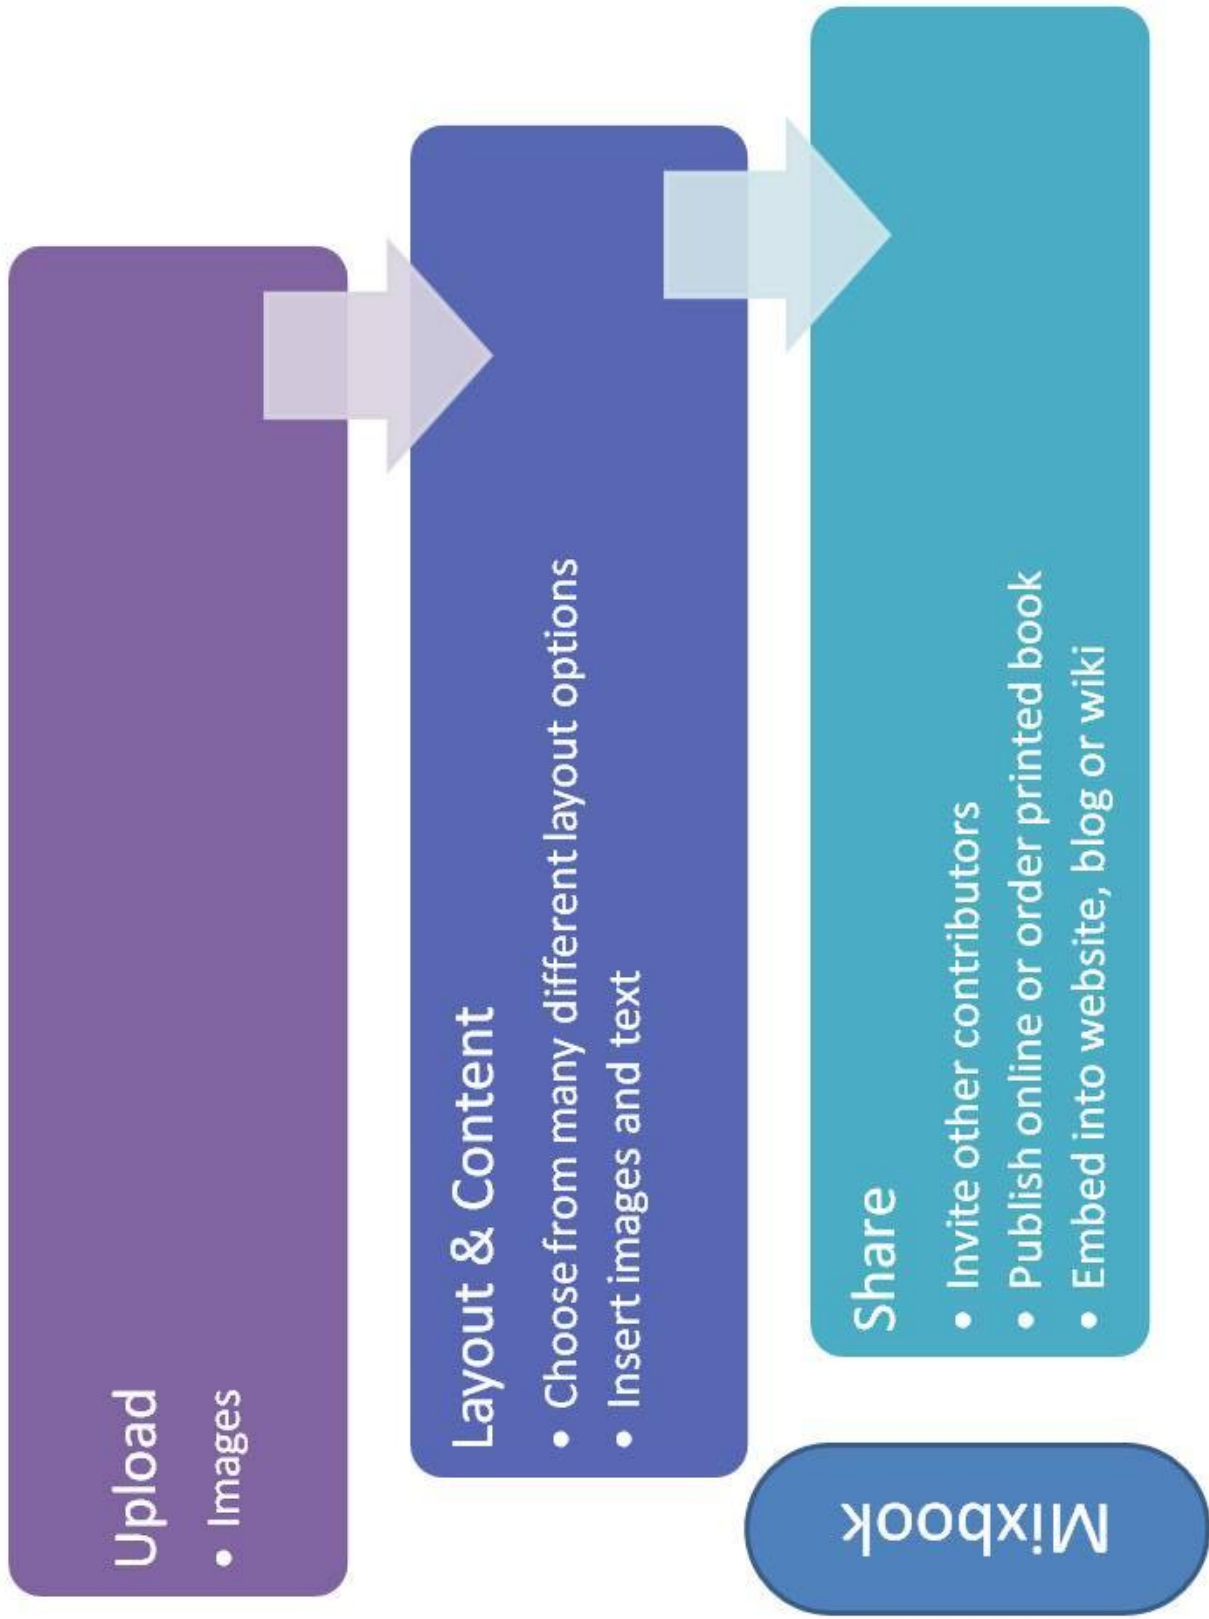 Upload
• Images
Layout & Content
• Choose from many different layout options
• Insert images and text
Share
• Invite other contributors
• Publish online or order printed book
• Embed into website, blog or wiki
Mixbook